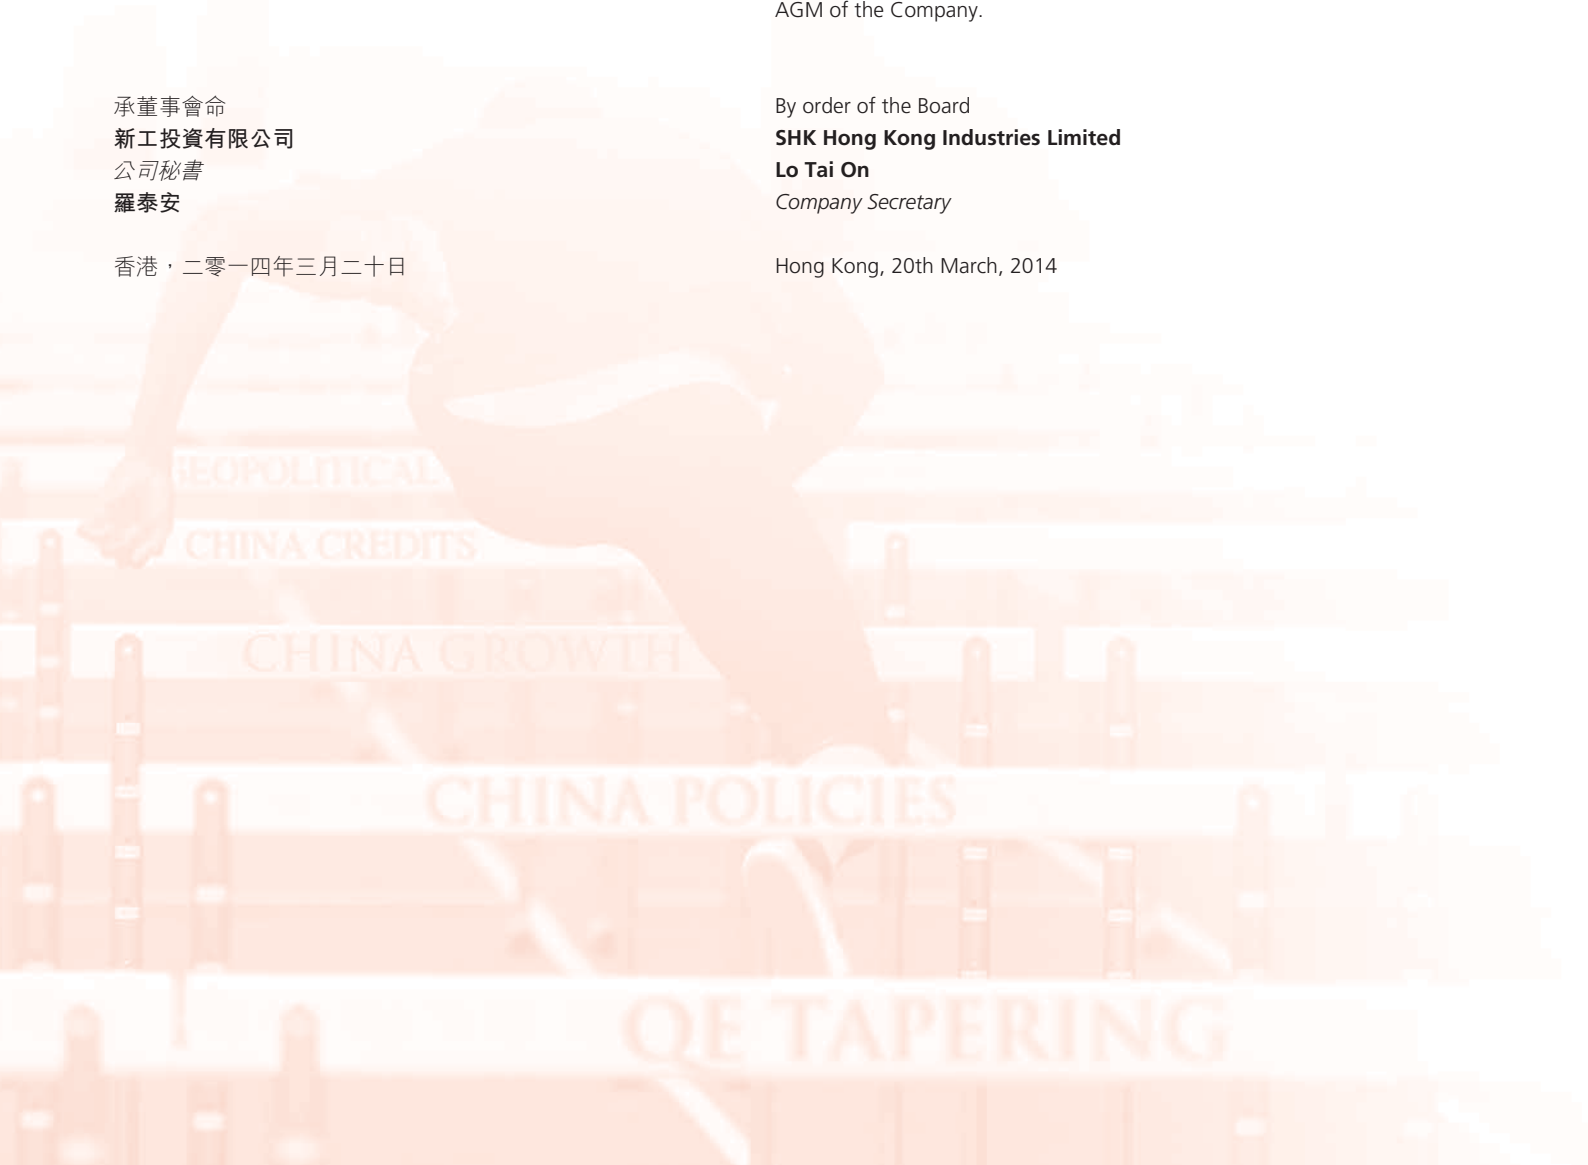 AGM of the Company.
承董事會命
新工投資有限公司
公司秘書
羅泰安
香港，二零一四年三月二十日
By order of the Board
SHK Hong Kong Industries Limited
Lo Tai On
Company Secretary
Hong Kong, 20th March, 2014
GEOPOLITICAL
CHINA CREDITS
CHINA GROWTH
CHINA POLICIES
QE TAPERING